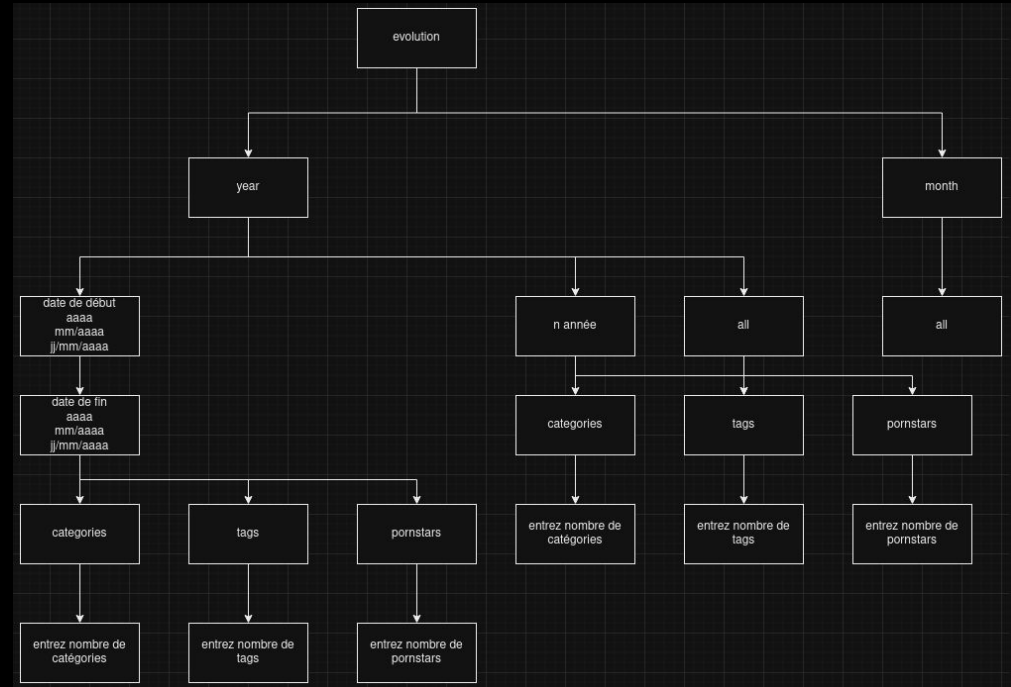 evolution
year
month
date de début
aaaa
mm/aaaa
jj/mm/aaaa
n année
all
all
date de fin
aaaa
mm/aaaa
jj/mm/aaaa
categories
tags
pornstars
categories
tags
pornstars
entrez nombre de
catégories
entrez nombre de
tags
entrez nombre de
pornstars
entrez nombre de
catégories
entrez nombre de
tags
entrez nombre de
pornstars